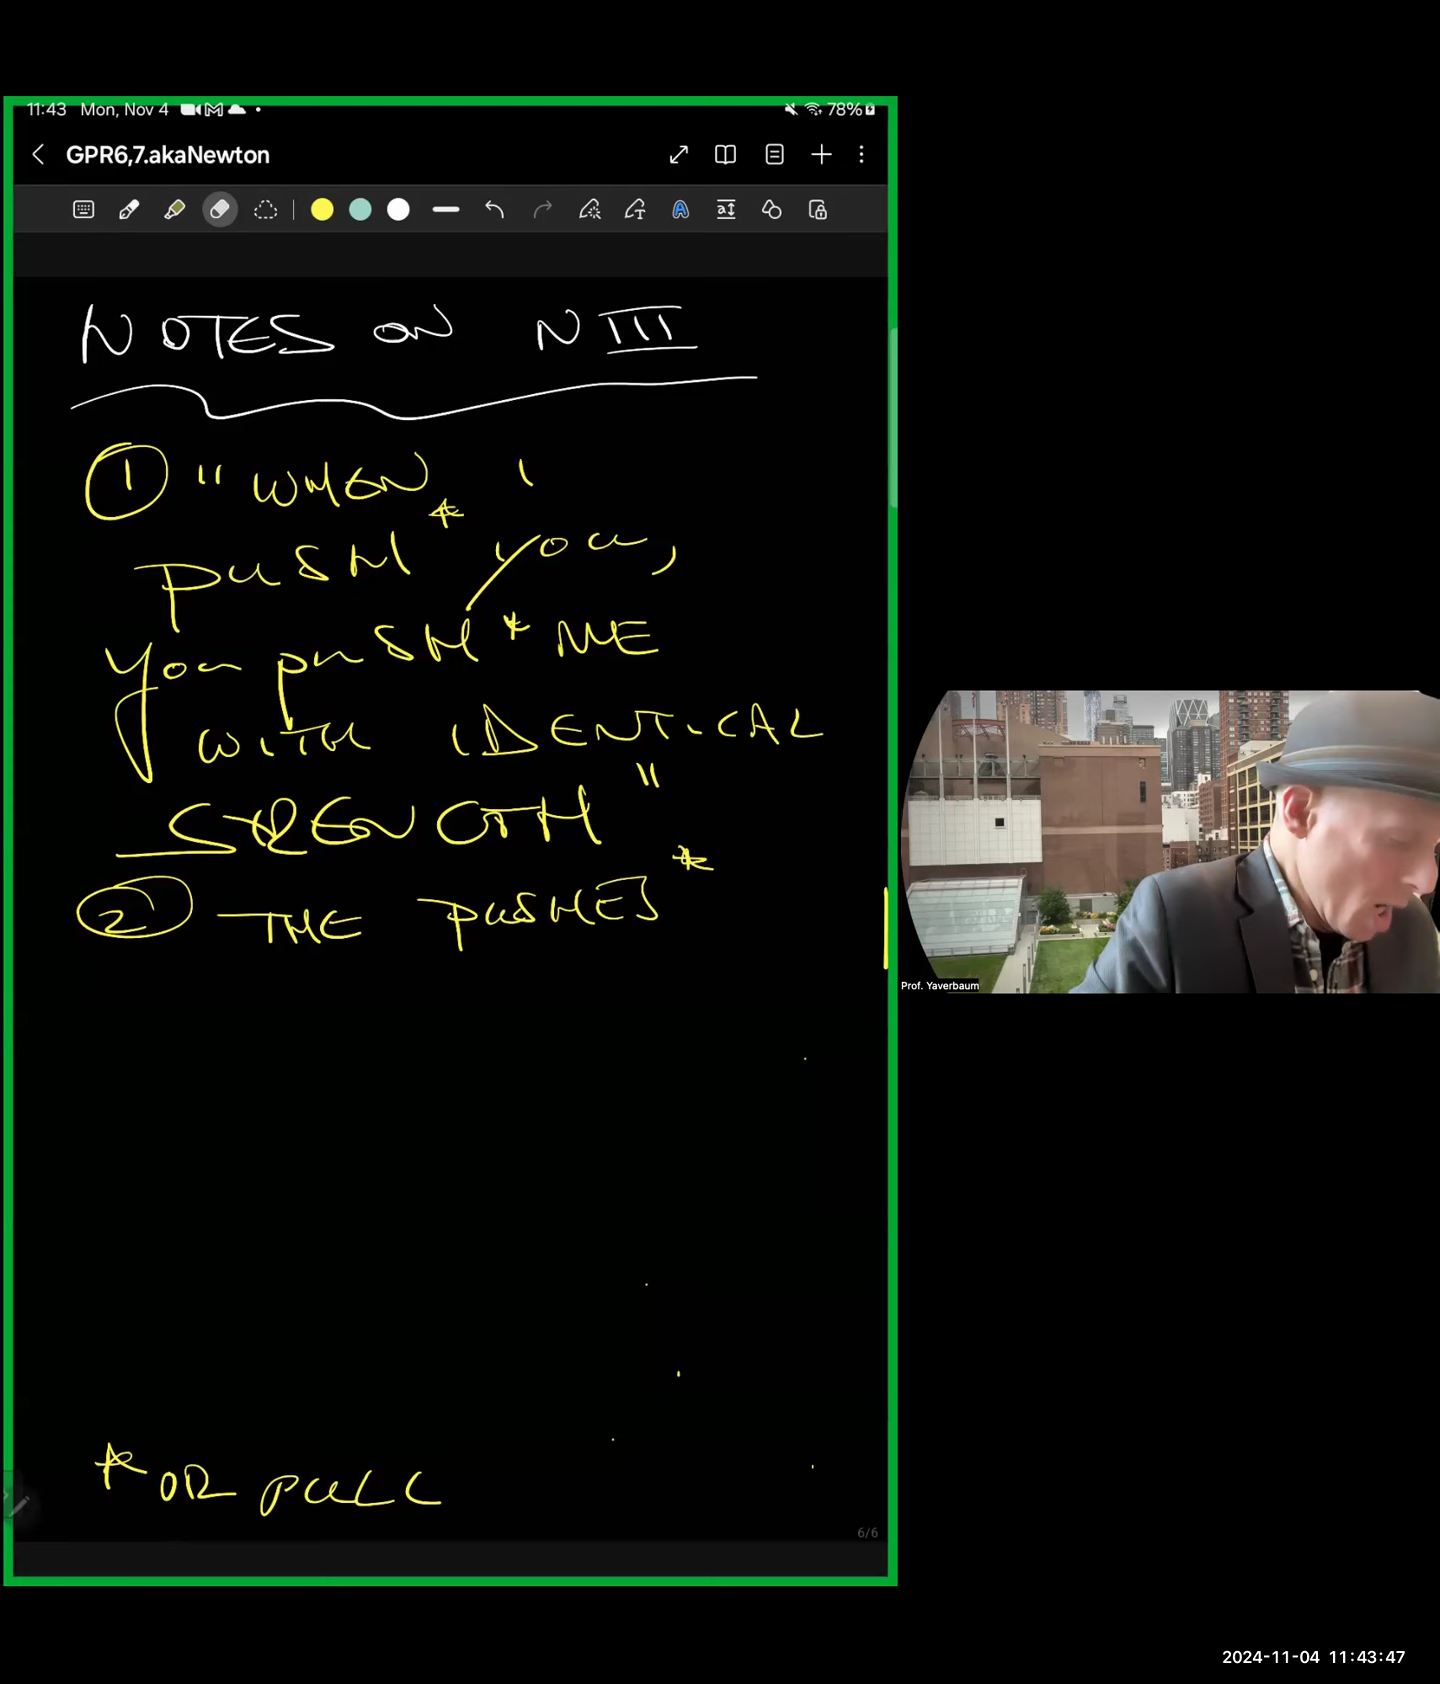 11:43 Mon, Nov 4
78%
GPR6,7.akaNewton
NOTES ON N III
1 "WHEN I
PUSH* you,
you pUSH* ME
WITH IDENTICAL
STRENGTH"
2 THE PUSHES*
* OR PULL
6/6
Prof. Yaverbaum
2024-11-04 11:43:47